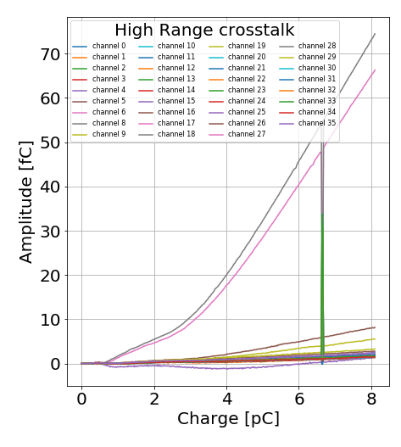 High Range crosstalk
channel 0 channel 10 channel 19 channel 28
channel 1 channel 11 channel 20 channel 29
channel 2 channel 12 channel 21 channel 30
channel 3 channel 13 channel 22 channel 31
channel 4 channel 14 channel 23 channel 32
channel 5 channel 15 channel 24 channel 33
channel 6 channel 16 channel 25 channel 34
channel 8 channel 17 channel 26 channel 35
channel 9 channel 18 channel 27
70
60
50
40
30
20
10
0
Amplitude [fC]
0 2 4 6 8
Charge [pC]